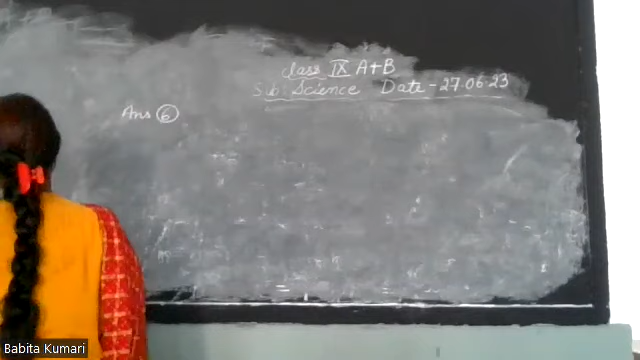 Class IX A+B
Sub: Science Date - 27.06.23
Ans 6
Babita Kumari